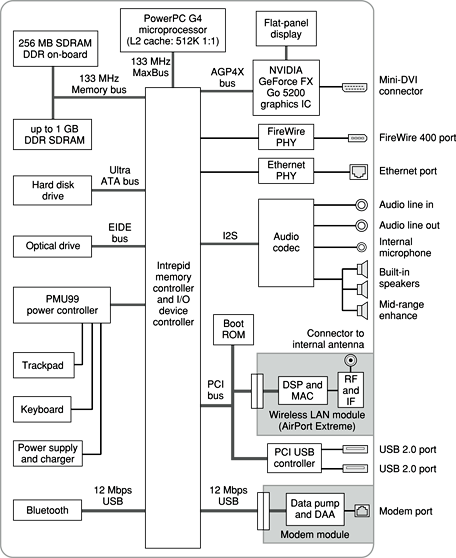 PowerPC G4
microprocessor
(L2 cache: 512K 1:1)
Flat-panel
display
256 MB SDRAM
DDR on-board
133 MHz
Memory bus
133 MHz
MaxBus
AGP4X
bus
NVIDIA
GeForce FX
Go 5200
graphics IC
Mini-DVI
connector
up to 1 GB
DDR SDRAM
FireWire
PHY
FireWire 400 port
Ethernet
PHY
Ethernet port
Hard disk
drive
Ultra
ATA bus
Audio line in
Audio line out
Internal
microphone
Built-in
speakers
Mid-range
enhance
Audio
codec
I2S
Optical drive
EIDE
bus
Intrepid
memory
controller
and I/O
device
controller
PMU99
power controller
Trackpad
Keyboard
Power supply
and charger
Boot
ROM
PCI
bus
Connector to
internal antenna
DSP and
MAC
RF
and
IF
Wireless LAN module
(AirPort Extreme)
PCI USB
controller
USB 2.0 port
USB 2.0 port
Bluetooth
12 Mbps
USB
12 Mbps
USB
Data pump
and DAA
Modem port
Modem module